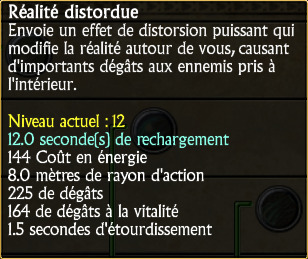 Réalité distordue
Envoie un effet de distorsion puissant qui
modifie la réalité autour de vous, causant
d'importants dégâts aux ennemis pris à
l'intérieur.
Niveau actuel : 12
12.0 seconde(s) de rechargement
144 Coût en énergie
8.0 mètres de rayon d'action
225 de dégâts
164 de dégâts à la vitalité
1.5 secondes d'étourdissement